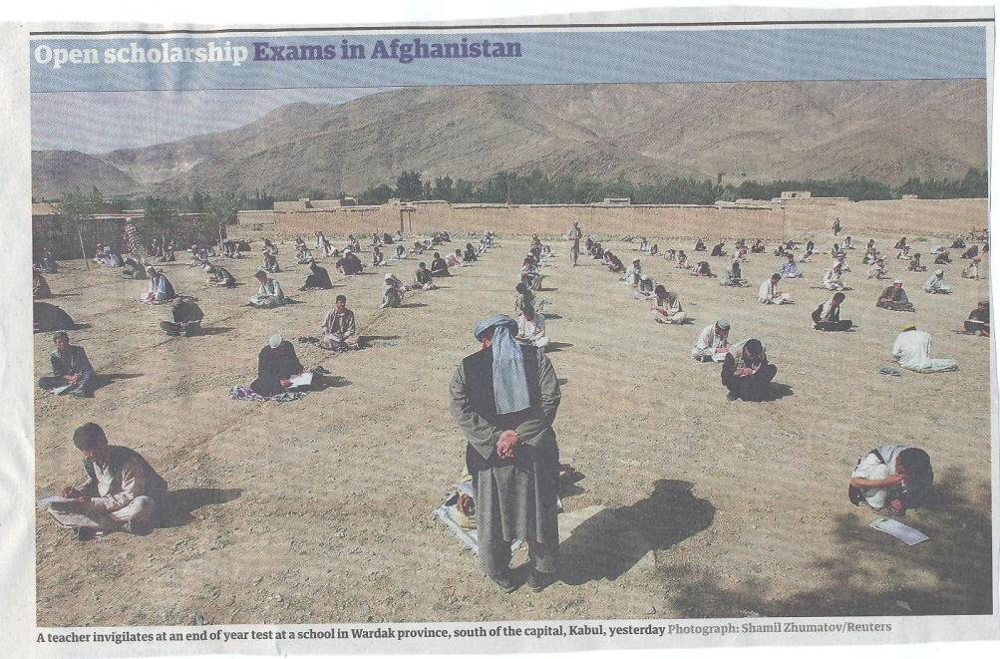 Open scholarship Exams in Afghanistan
A teacher invigilates at an end of year test at a school in Wardak province, south of the capital, Kabul, yesterday Photograph: Shamil Zhumatov/Reuters